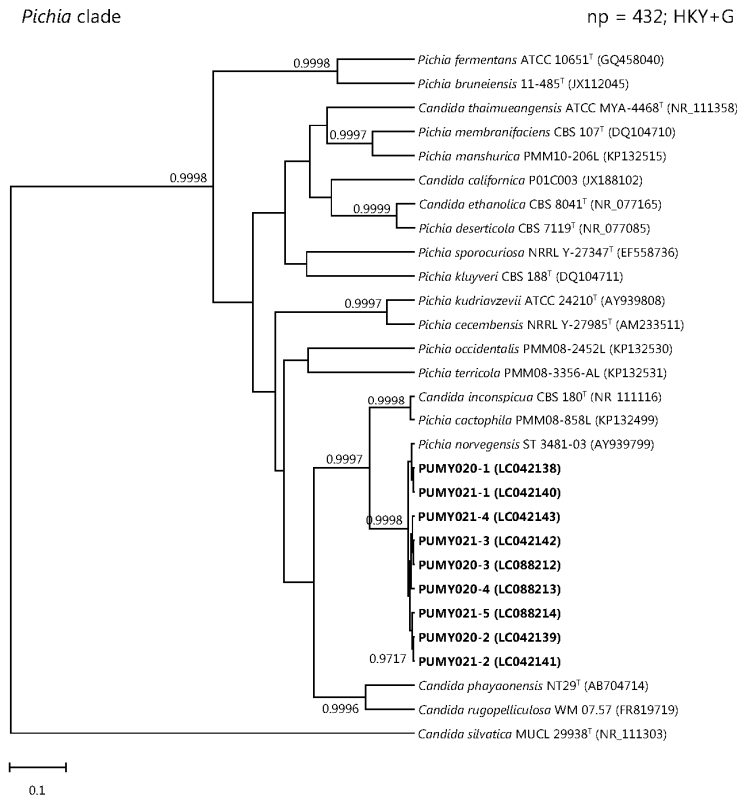 Pichia clade
np = 432; HKY+G
0.9998
Pichia fermentans ATCC 10651ᵀ (GQ458040)
Pichia bruneiensis 11-485ᵀ (JX112045)
Candida thaimueangensis ATCC MYA-4468ᵀ (NR_111358)
Pichia membranifaciens CBS 107ᵀ (DQ104710)
0.9997
Pichia manshurica PMM10-206L (KP132515)
0.9998
Candida californica P01C003 (JX188102)
Candida ethanolica CBS 8041ᵀ (NR_077165)
0.9999
Pichia deserticola CBS 7119ᵀ (NR_077085)
Pichia sporocuriosa NRRL Y-27347ᵀ (EF558736)
Pichia kluyveri CBS 188ᵀ (DQ104711)
0.9997
Pichia kudriavzevii ATCC 24210ᵀ (AY939808)
Pichia cecembensis NRRL Y-27985ᵀ (AM233511)
Pichia occidentalis PMM08-2452L (KP132530)
Pichia terricola PMM08-3356-AL (KP132531)
Candida inconspicua CBS 180ᵀ (NR 111116)
0.9998
Pichia cactophila PMM08-858L (KP132499)
Pichia norvegensis ST 3481-03 (AY939799)
0.9997
PUMY020-1 (LC042138)
PUMY021-1 (LC042140)
PUMY021-4 (LC042143)
0.9998
PUMY021-3 (LC042142)
PUMY020-3 (LC088212)
PUMY020-4 (LC088213)
PUMY021-5 (LC088214)
PUMY020-2 (LC042139)
0.9717
PUMY021-2 (LC042141)
Candida phayaonensis NT29ᵀ (AB704714)
0.9996
Candida rugopelliculosa WM 07.57 (FR819719)
Candida silvatica MUCL 29938ᵀ (NR_111303)
0.1